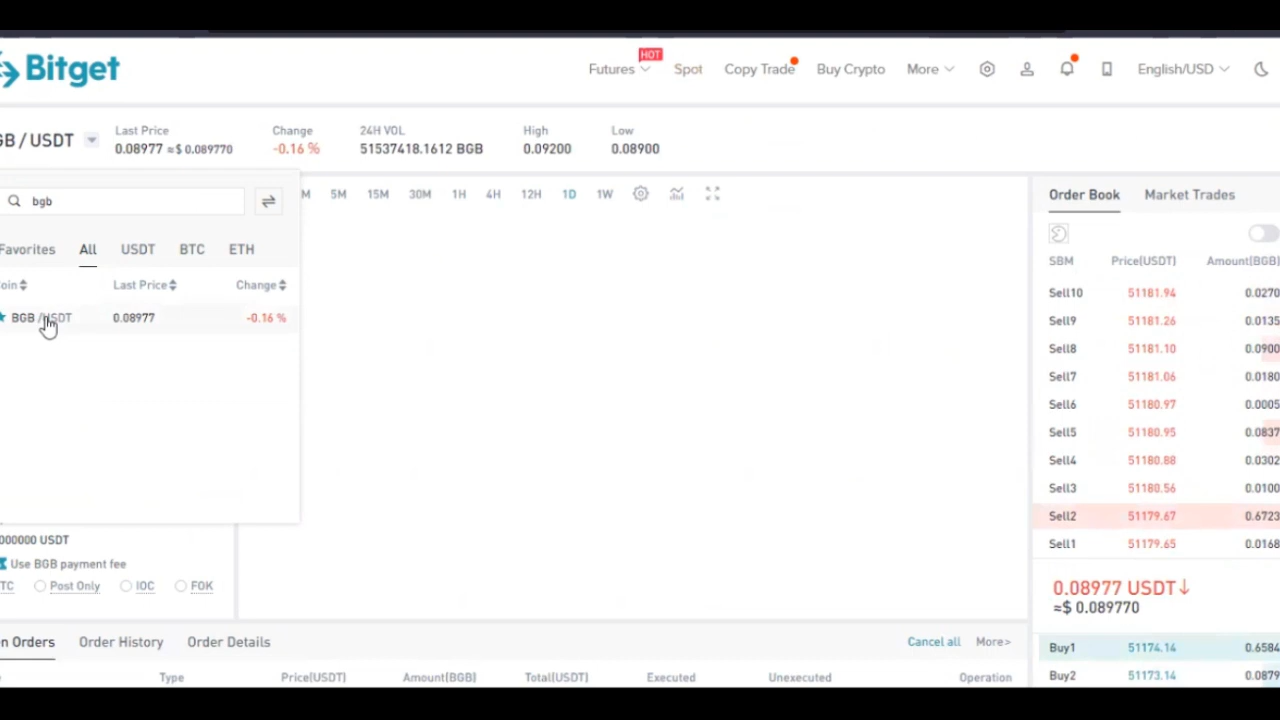 Bitget
HOT
Futures Spot Copy Trade Buy Crypto More English/USD
GB / USDT
Last Price Change 24H VOL High Low
0.08977 ≈$ 0.089770 -0.16 % 51537418.1612 BGB 0.09200 0.08900
bgb
M 5M 15M 30M 1H 4H 12H 1D 1W
Favorites All USDT BTC ETH
oin Last Price Change
BGB /USDT 0.08977 -0.16 %
000000 USDT
Use BGB payment fee
TC Post Only IOC FOK
Order Book Market Trades
SBM Price(USDT) Amount(BGB)
Sell10 51181.94 0.0270
Sell9 51181.26 0.0135
Sell8 51181.10 0.0900
Sell7 51181.06 0.0180
Sell6 51180.97 0.0005
Sell5 51180.95 0.0837
Sell4 51180.88 0.0302
Sell3 51180.56 0.0100
Sell2 51179.67 0.6723
Sell1 51179.65 0.0168
0.08977 USDT↓
≈$ 0.089770
Buy1 51174.14 0.6584
Buy2 51173.14 0.0879
n Orders Order History Order Details Cancel all More>
Type Price(USDT) Amount(BGB) Total(USDT) Executed Unexecuted Operation